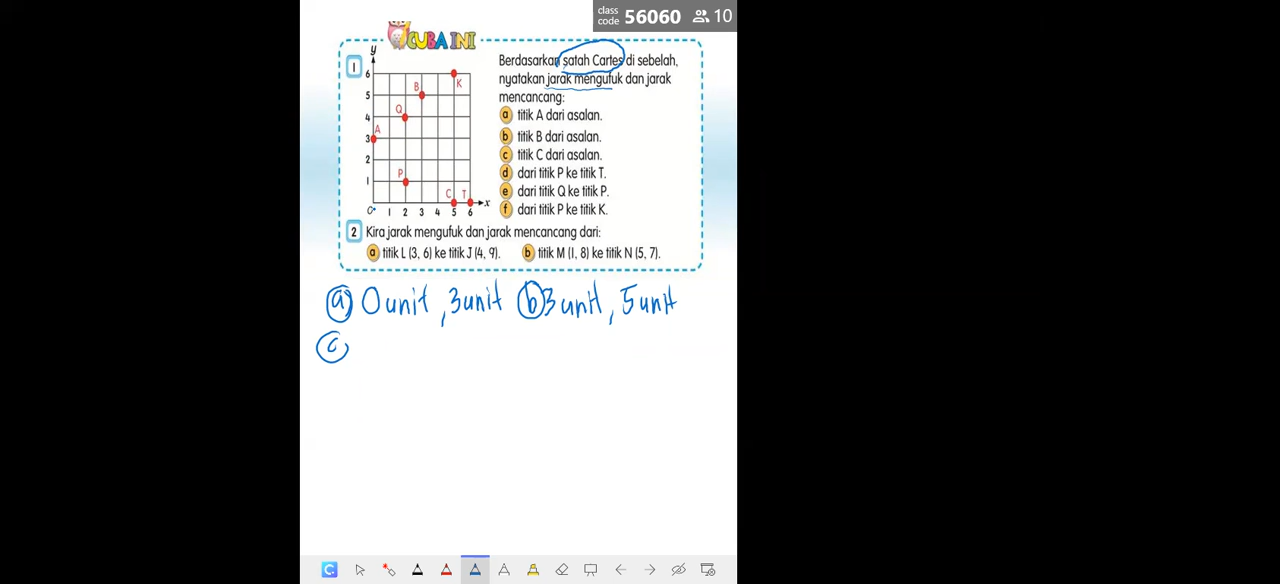 class code 56060 10
CUBA INI
1
y
6
5
4
3
2
1
O
1 2 3 4 5 6
x
K
B
Q
A
P
C T
Berdasarkan satah Cartes di sebelah,
nyatakan jarak mengufuk dan jarak
mencancang:
a titik A dari asalan.
b titik B dari asalan.
c titik C dari asalan.
d dari titik P ke titik T.
e dari titik Q ke titik P.
f dari titik P ke titik K.
2 Kira jarak mengufuk dan jarak mencancang dari:
a titik L (3, 6) ke titik J (4, 9). b titik M (1, 8) ke titik N (5, 7).
a 0 unit, 3 unit b 3 unit, 5 unit
c